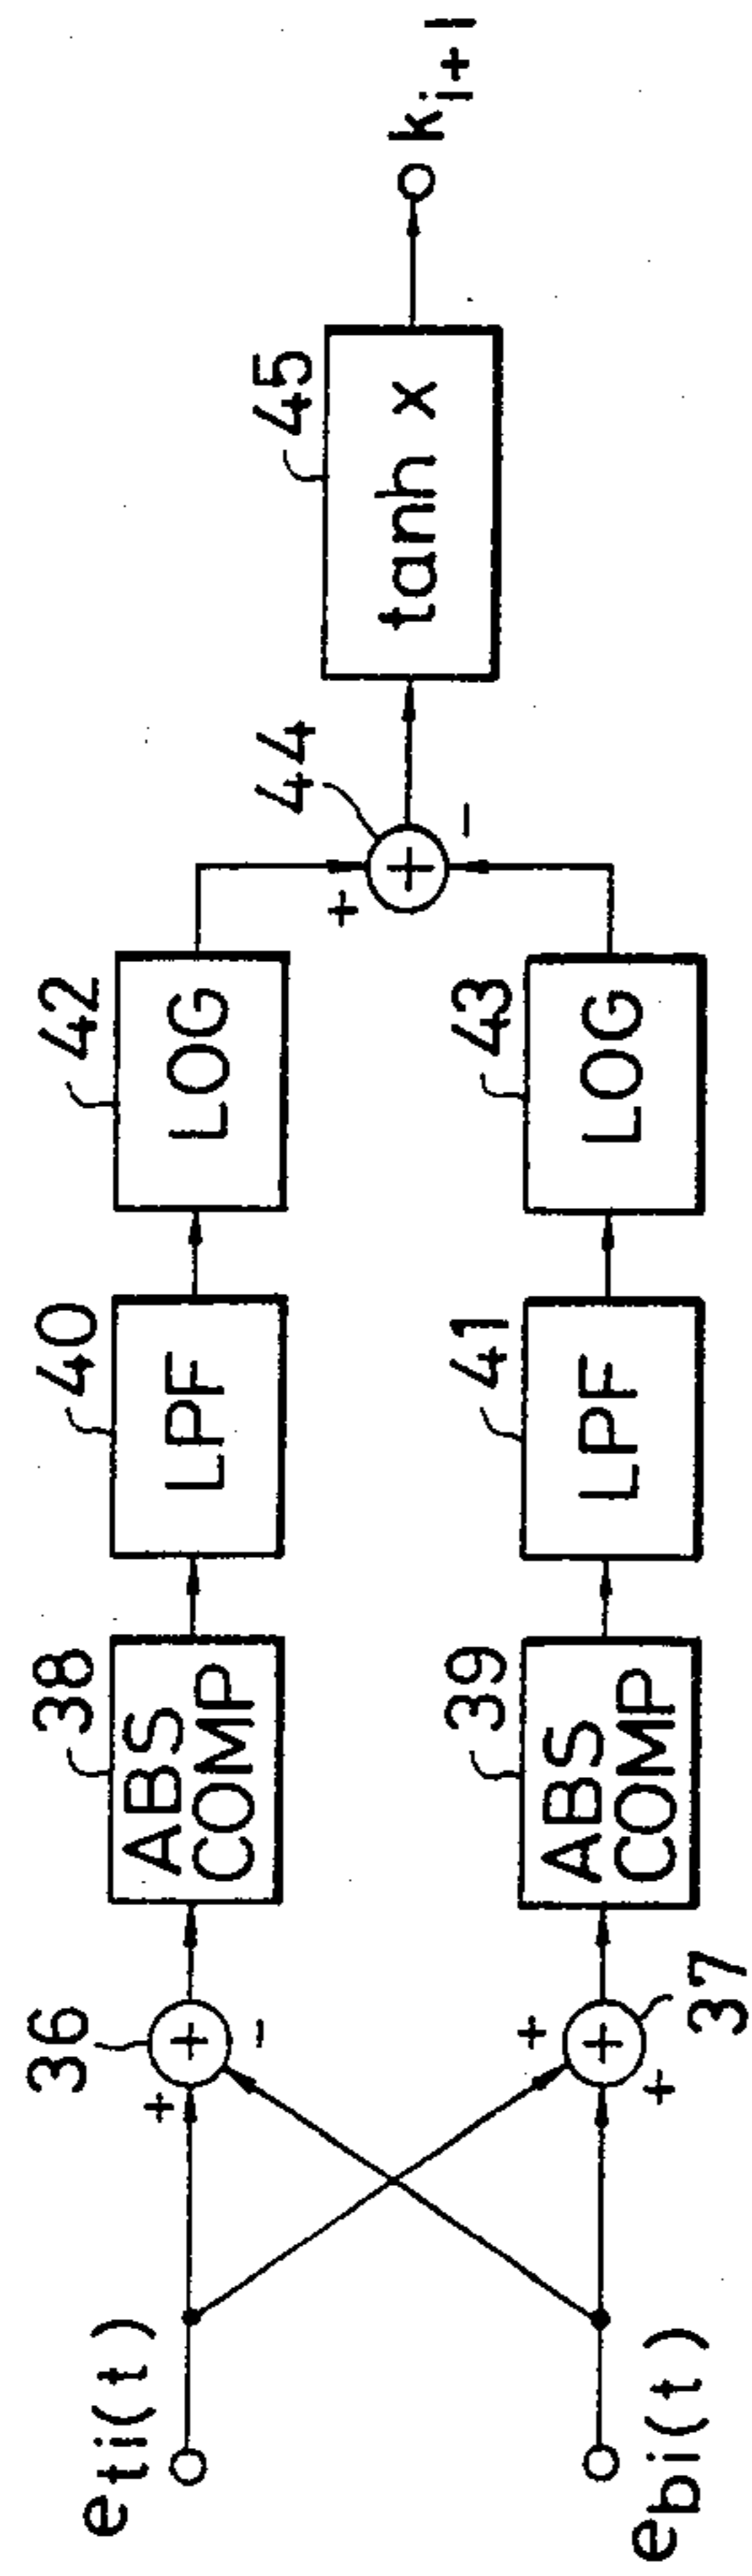 e_ti(t)
36
+
+
-
38
ABS
COMP
40
LPF
42
LOG
e_bi(t)
37
+
+
+
39
ABS
COMP
41
LPF
43
LOG
44
+
+
-
45
tanh x
k_i+1